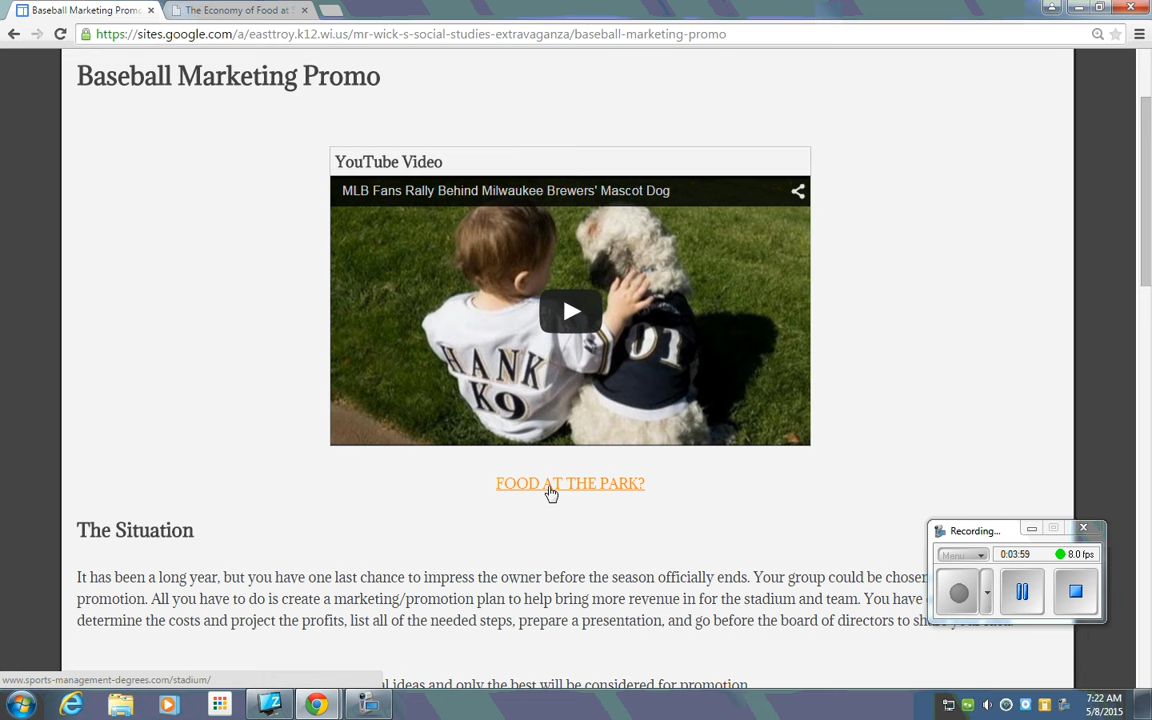 Baseball Marketing Promo
The Economy of Food at S
https://sites.google.com/a/easttroy.k12.wi.us/mr-wick-s-social-studies-extravaganza/baseball-marketing-promo
Baseball Marketing Promo
YouTube Video
MLB Fans Rally Behind Milwaukee Brewers' Mascot Dog
HANK
K9
01
FOOD AT THE PARK?
The Situation
Recording...
Menu
0:03:59
8.0 fps
It has been a long year, but you have one last chance to impress the owner before the season officially ends. Your group could be chosen
promotion. All you have to do is create a marketing/promotion plan to help bring more revenue in for the stadium and team. You have
determine the costs and project the profits, list all of the needed steps, prepare a presentation, and go before the board of directors to
www.sports-management-degrees.com/stadium/
ideas and only the best will be considered for promotion.
7:22 AM
5/8/2015